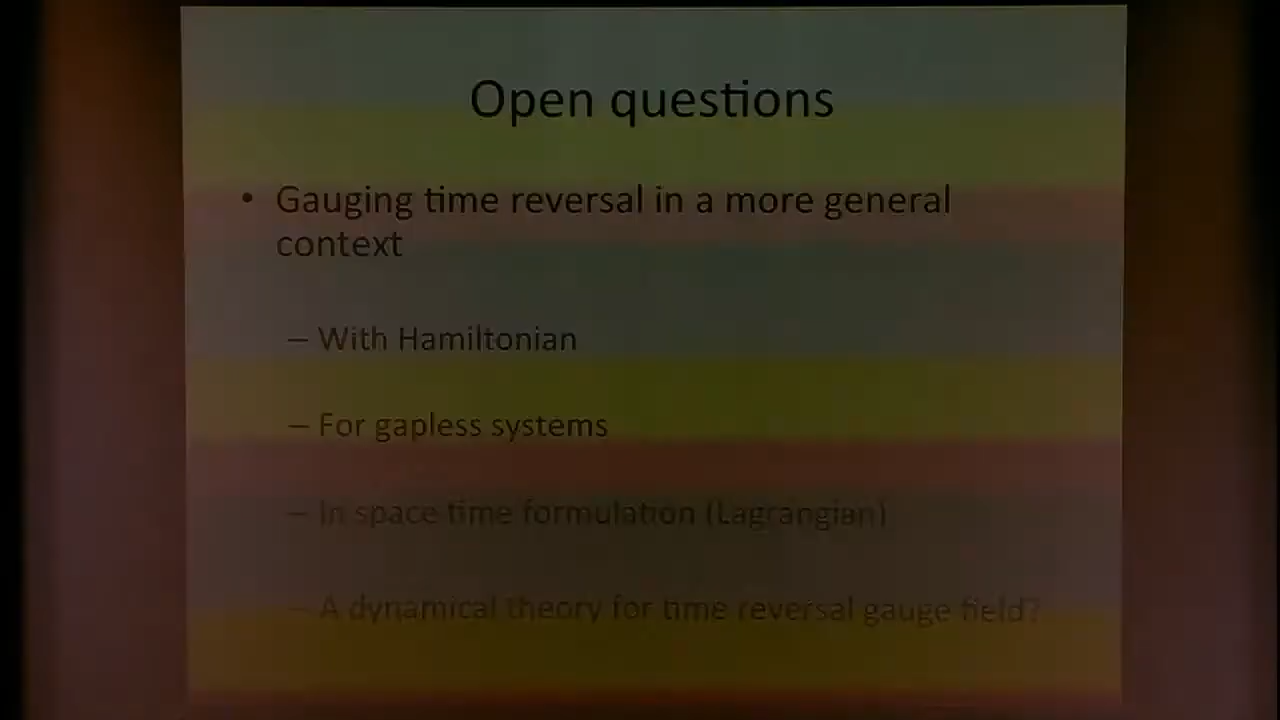 Open questions
• Gauging time reversal in a more general
context
– With Hamiltonian
– For gapless systems
– In space time formulation (Lagrangian)
– A dynamical theory for time reversal gauge field?